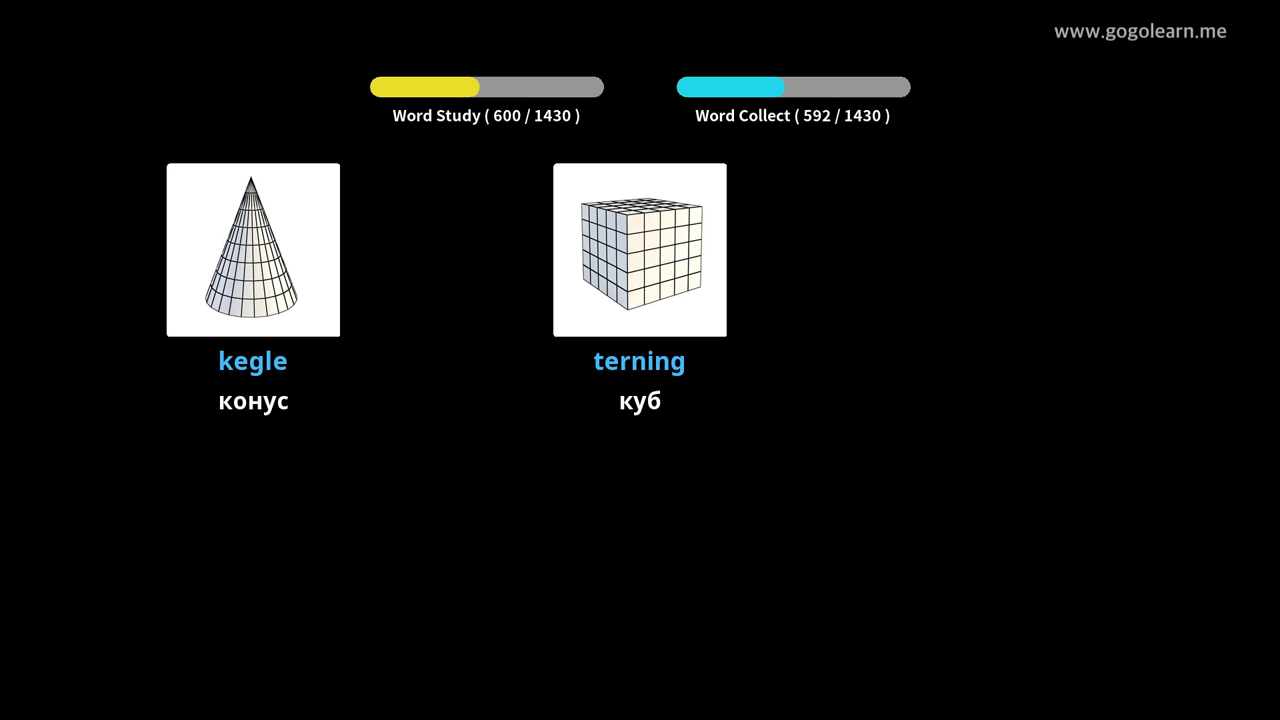 www.gogolearn.me
Word Study ( 600 / 1430 )
Word Collect ( 592 / 1430 )
kegle
конус
terning
куб